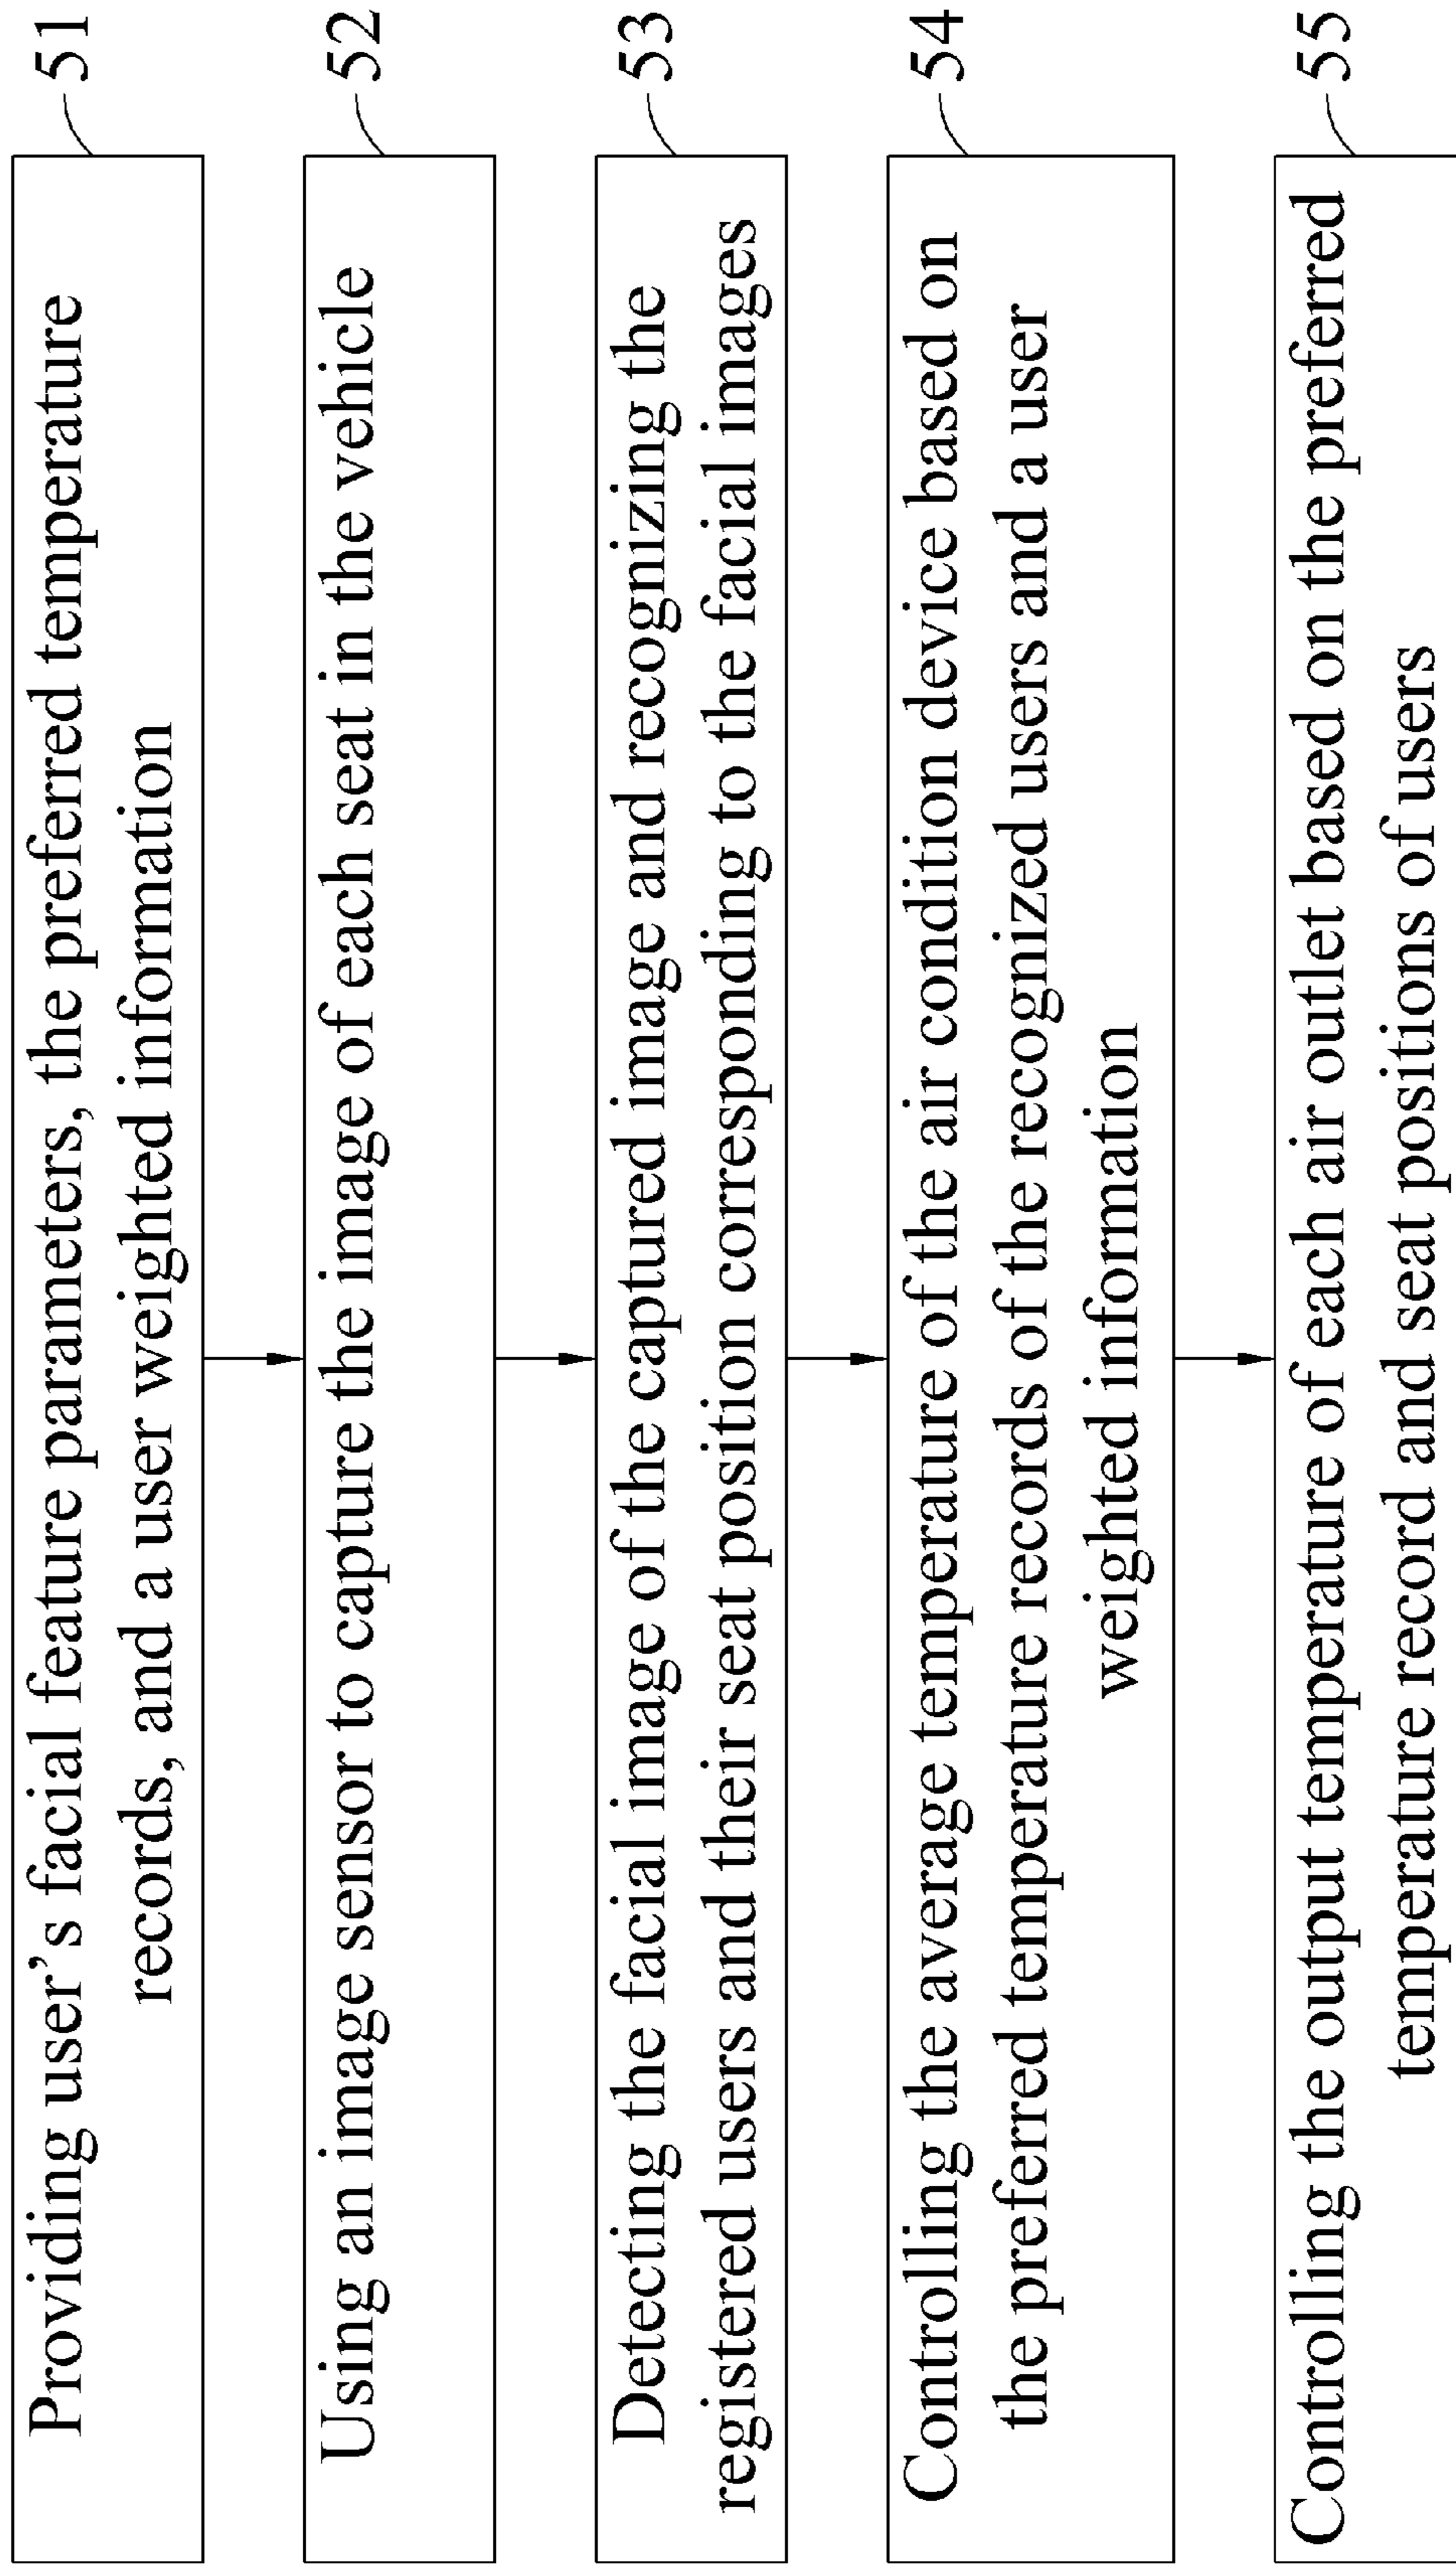 51
Providing user's facial feature parameters, the preferred temperature
records, and a user weighted information
52
Using an image sensor to capture the image of each seat in the vehicle
53
Detecting the facial image of the captured image and recognizing the
registered users and their seat position corresponding to the facial images
54
Controlling the average temperature of the air condition device based on
the preferred temperature records of the recognized users and a user
weighted information
55
Controlling the output temperature of each air outlet based on the preferred
temperature record and seat positions of users